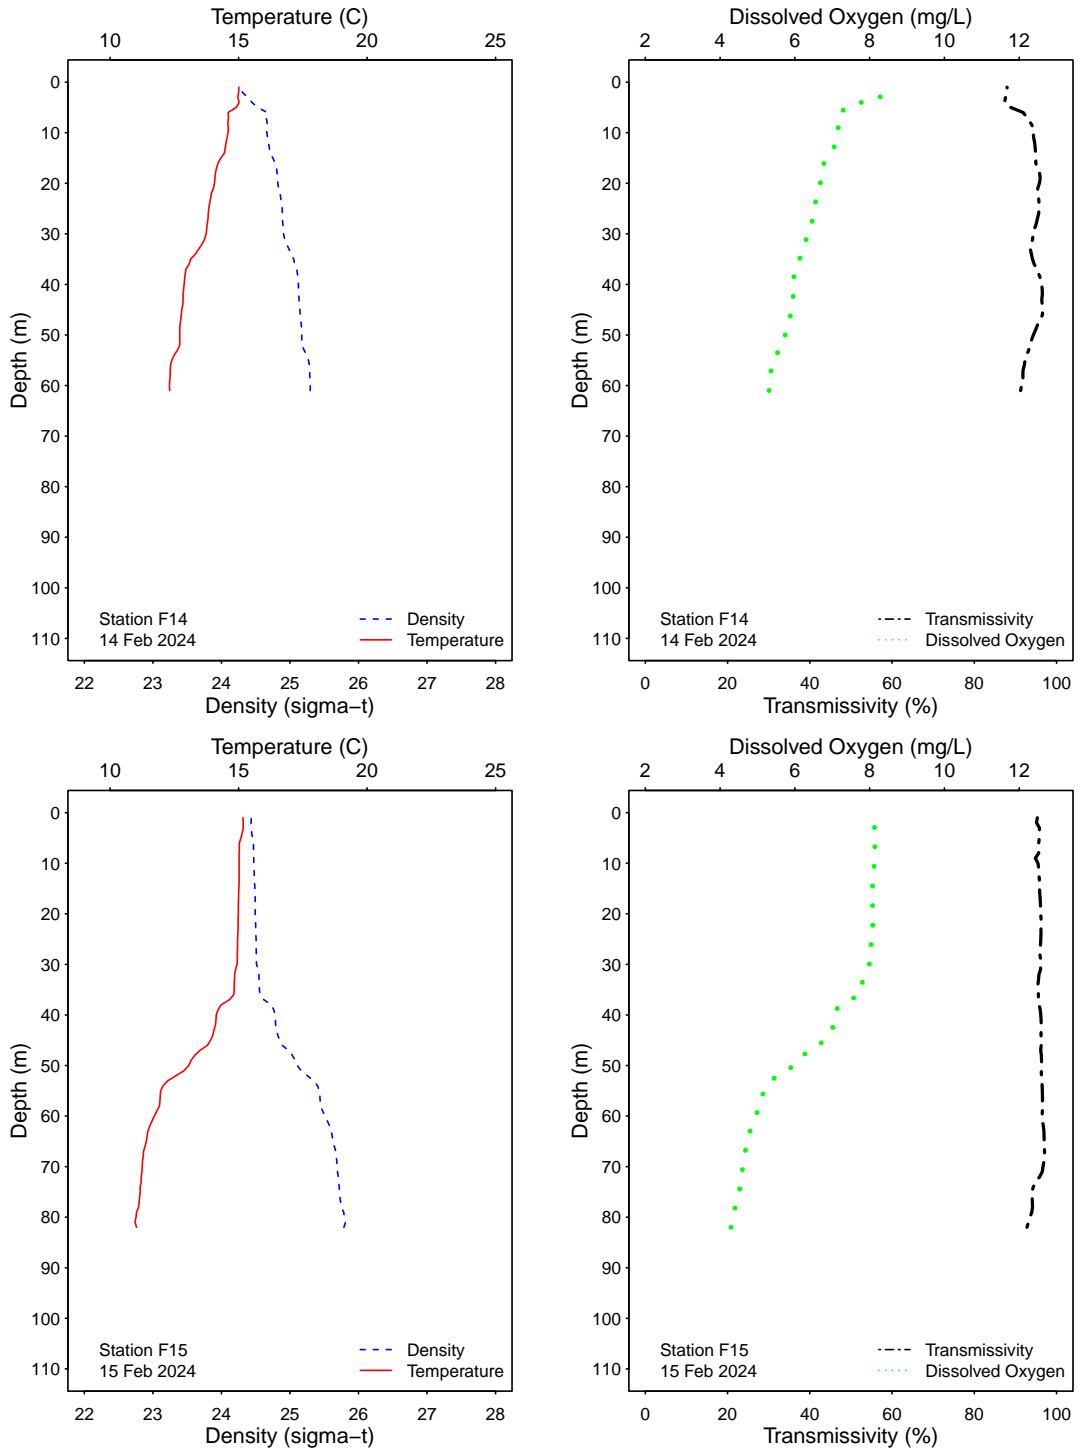 Temperature (C)
10 15 20 25
0
10
20
30
40
50
60
70
80
90
100
110
Depth (m)
Station F14
14 Feb 2024
Density
Temperature
22 23 24 25 26 27 28
Density (sigma−t)
Dissolved Oxygen (mg/L)
2 4 6 8 10 12
0
10
20
30
40
50
60
70
80
90
100
110
Depth (m)
Station F14
14 Feb 2024
Transmissivity
Dissolved Oxygen
0 20 40 60 80 100
Transmissivity (%)
Temperature (C)
10 15 20 25
0
10
20
30
40
50
60
70
80
90
100
110
Depth (m)
Station F15
15 Feb 2024
Density
Temperature
22 23 24 25 26 27 28
Density (sigma−t)
Dissolved Oxygen (mg/L)
2 4 6 8 10 12
0
10
20
30
40
50
60
70
80
90
100
110
Depth (m)
Station F15
15 Feb 2024
Transmissivity
Dissolved Oxygen
0 20 40 60 80 100
Transmissivity (%)